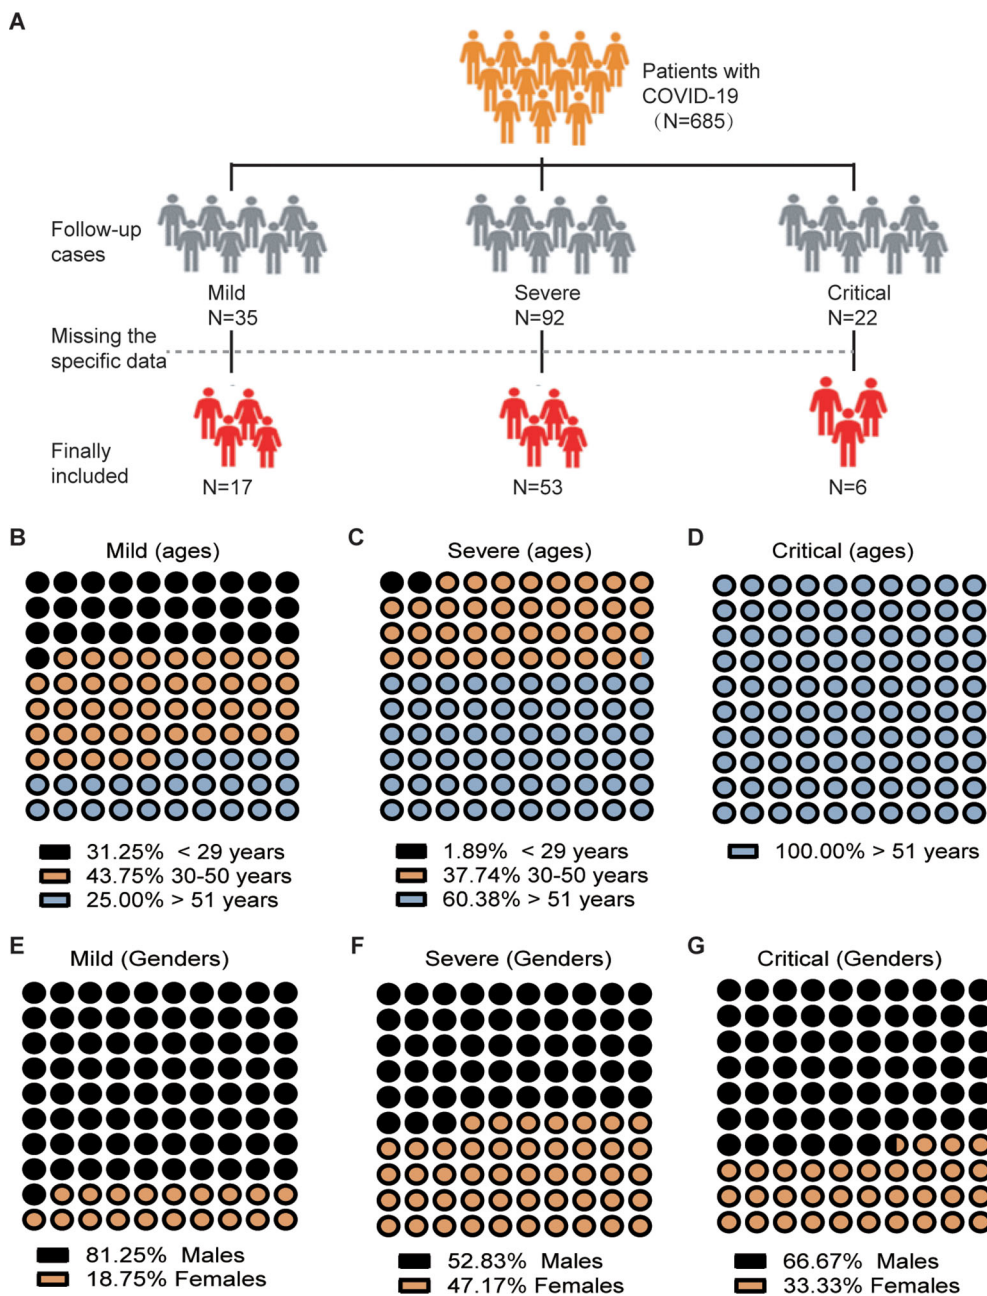 A
Patients with
COVID-19
（N=685）
Follow-up
cases
Mild
N=35
Severe
N=92
Critical
N=22
Missing the
specific data
Finally
included
N=17
N=53
N=6
B
Mild (ages)
31.25% < 29 years
43.75% 30-50 years
25.00% > 51 years
C
Severe (ages)
1.89% < 29 years
37.74% 30-50 years
60.38% > 51 years
D
Critical (ages)
100.00% > 51 years
E
Mild (Genders)
81.25% Males
18.75% Females
F
Severe (Genders)
52.83% Males
47.17% Females
G
Critical (Genders)
66.67% Males
33.33% Females